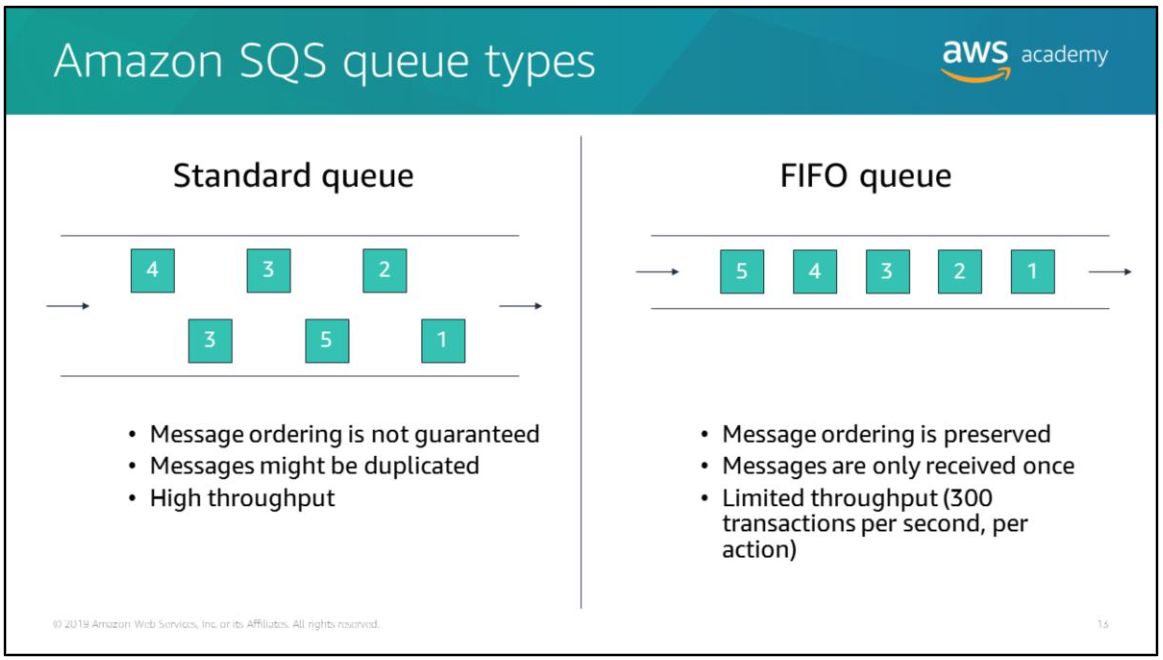 Amazon SQS queue types
aws academy
Standard queue
4 3 2
3 5 1
• Message ordering is not guaranteed
• Messages might be duplicated
• High throughput
FIFO queue
5 4 3 2 1
• Message ordering is preserved
• Messages are only received once
• Limited throughput (300
transactions per second, per
action)
© 2019 Amazon Web Services, Inc. or its Affiliates. All rights reserved.
13